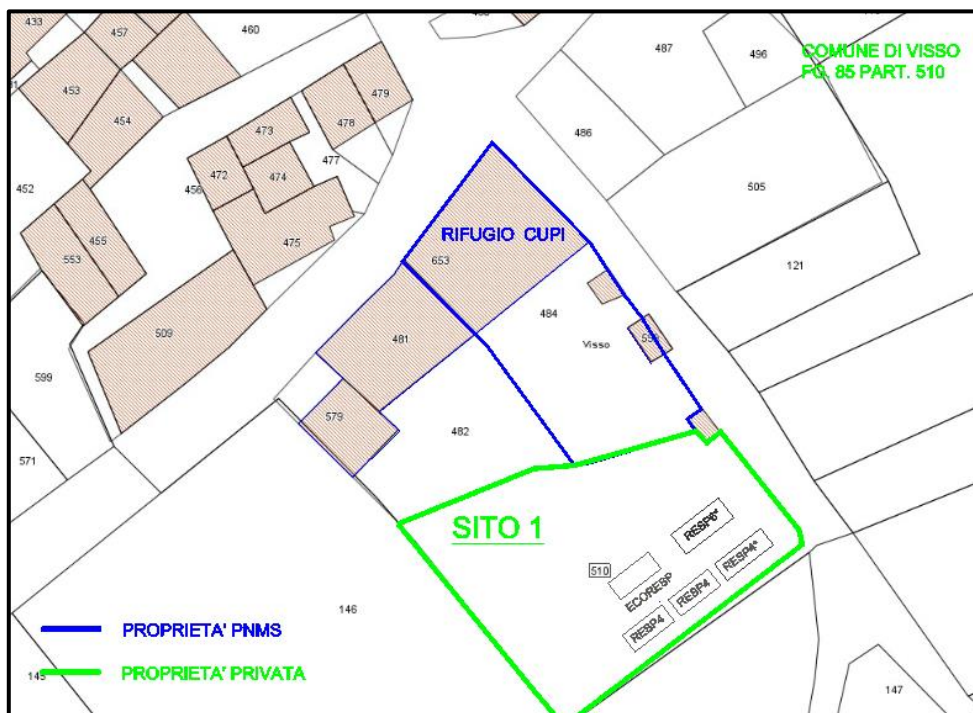 433
457
460
487
496
COMUNE DI VISSO
FG. 85 PART. 510
453
479
454
478
473
486
477
472
474
452
456
505
455
475
RIFUGIO CUPI
553
653
121
484
509
481
Visso
599
579
482
571
SITO 1
RESP6*
RESP4*
510
ECORESP
RESP4
RESP4
146
PROPRIETA' PNMS
145
PROPRIETA' PRIVATA
147